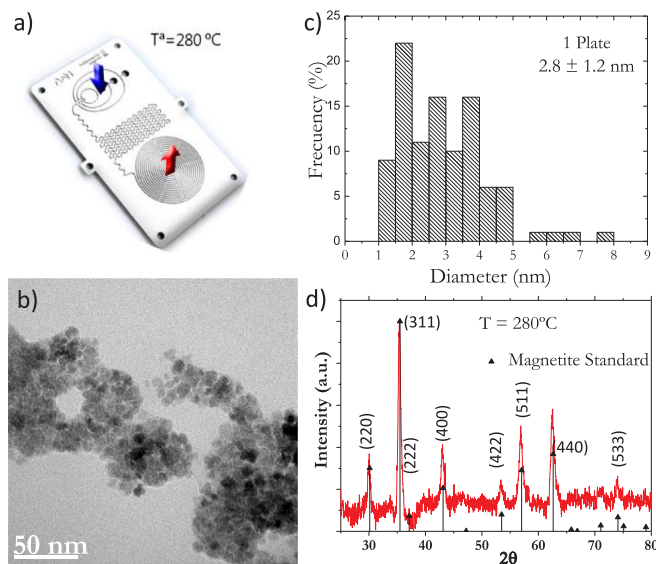 a)
Tª=280 ºC
c)
1 Plate
2.8 ± 1.2 nm
Frecuency (%)
25
20
15
10
5
0
0 1 2 3 4 5 6 7 8 9
Diameter (nm)
b)
50 nm
d)
T = 280ºC
Magnetite Standard
(220)
(311)
(222)
(400)
(422)
(511)
440)
(533)
Intensity (a.u.)
30 40 50 60 70 80
2θ